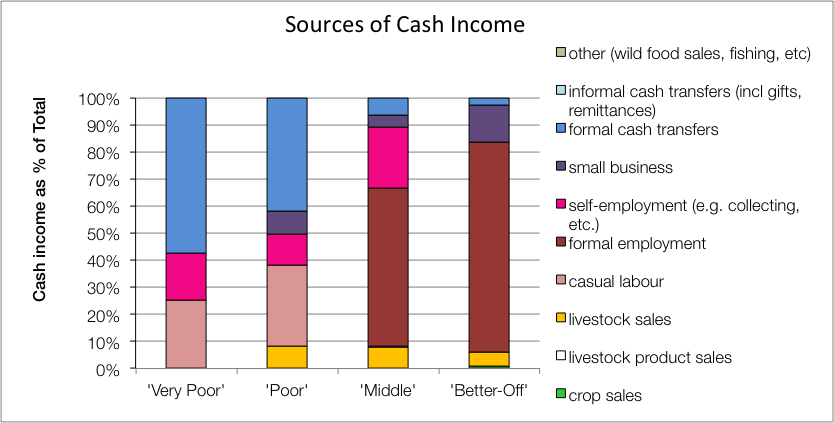 Sources of Cash Income
Cash income as % of Total
100%
90%
80%
70%
60%
50%
40%
30%
20%
10%
0%
'Very Poor'
'Poor'
'Middle'
'Better-Off'
other (wild food sales, fishing, etc)
informal cash transfers (incl gifts,
remittances)
formal cash transfers
small business
self-employment (e.g. collecting,
etc.)
formal employment
casual labour
livestock sales
livestock product sales
crop sales